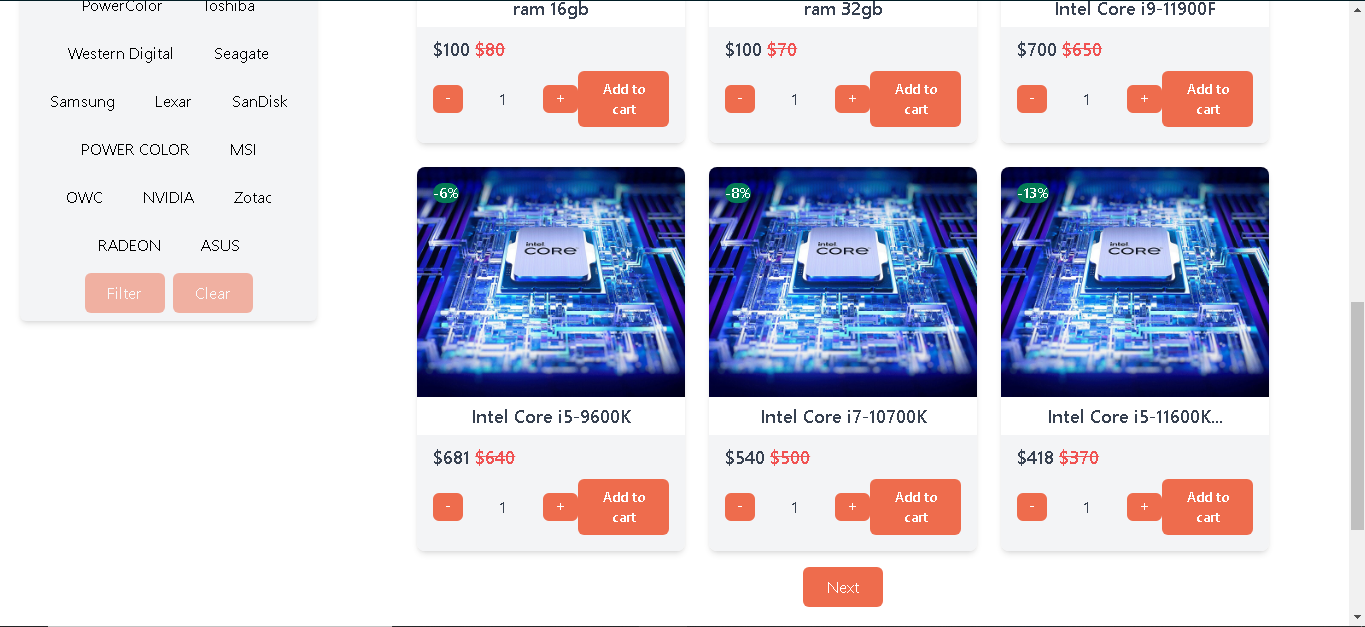 PowerColor Toshiba
Western Digital Seagate
Samsung Lexar SanDisk
POWER COLOR MSI
OWC NVIDIA Zotac
RADEON ASUS
Filter Clear
ram 16gb
$100 $80
- 1 + Add to
cart
ram 32gb
$100 $70
- 1 + Add to
cart
Intel Core i9-11900F
$700 $650
- 1 + Add to
cart
-6%
intel
CORE
Intel Core i5-9600K
$681 $640
- 1 + Add to
cart
-8%
intel
CORE
Intel Core i7-10700K
$540 $500
- 1 + Add to
cart
-13%
intel
CORE
Intel Core i5-11600K...
$418 $370
- 1 + Add to
cart
Next